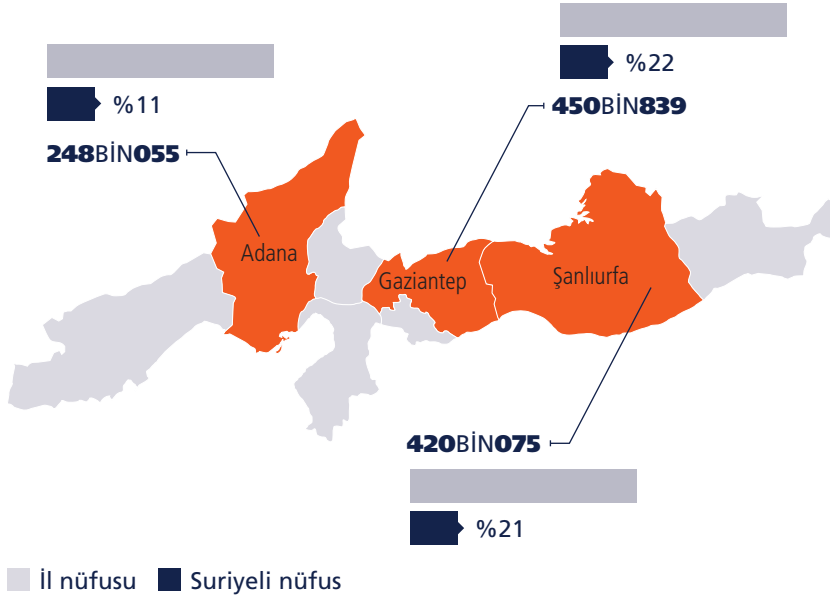 %11
248BİN055
%22
450BİN839
Adana
Gaziantep
Şanlıurfa
420BİN075
%21
İl nüfusu
Suriyeli nüfus